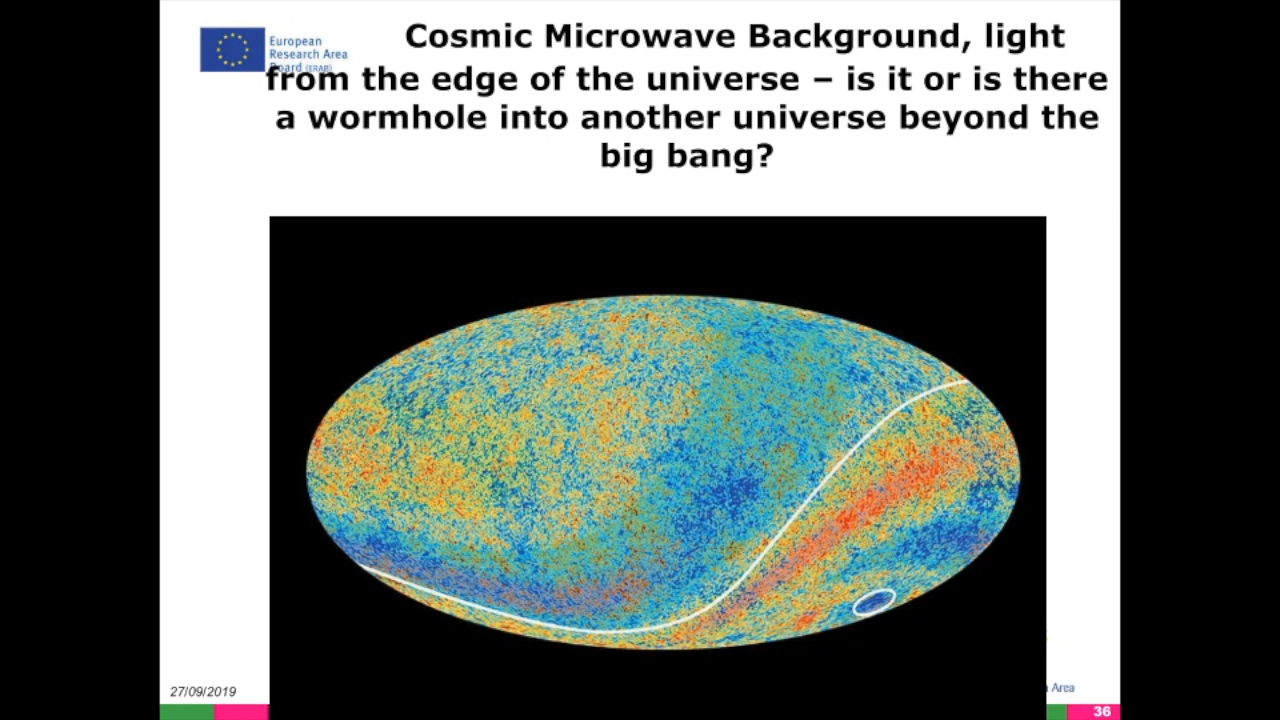 European
Research Area
Board (ERAB)
Cosmic Microwave Background, light
from the edge of the universe – is it or is there
a wormhole into another universe beyond the
big bang?
27/09/2019
Area
36